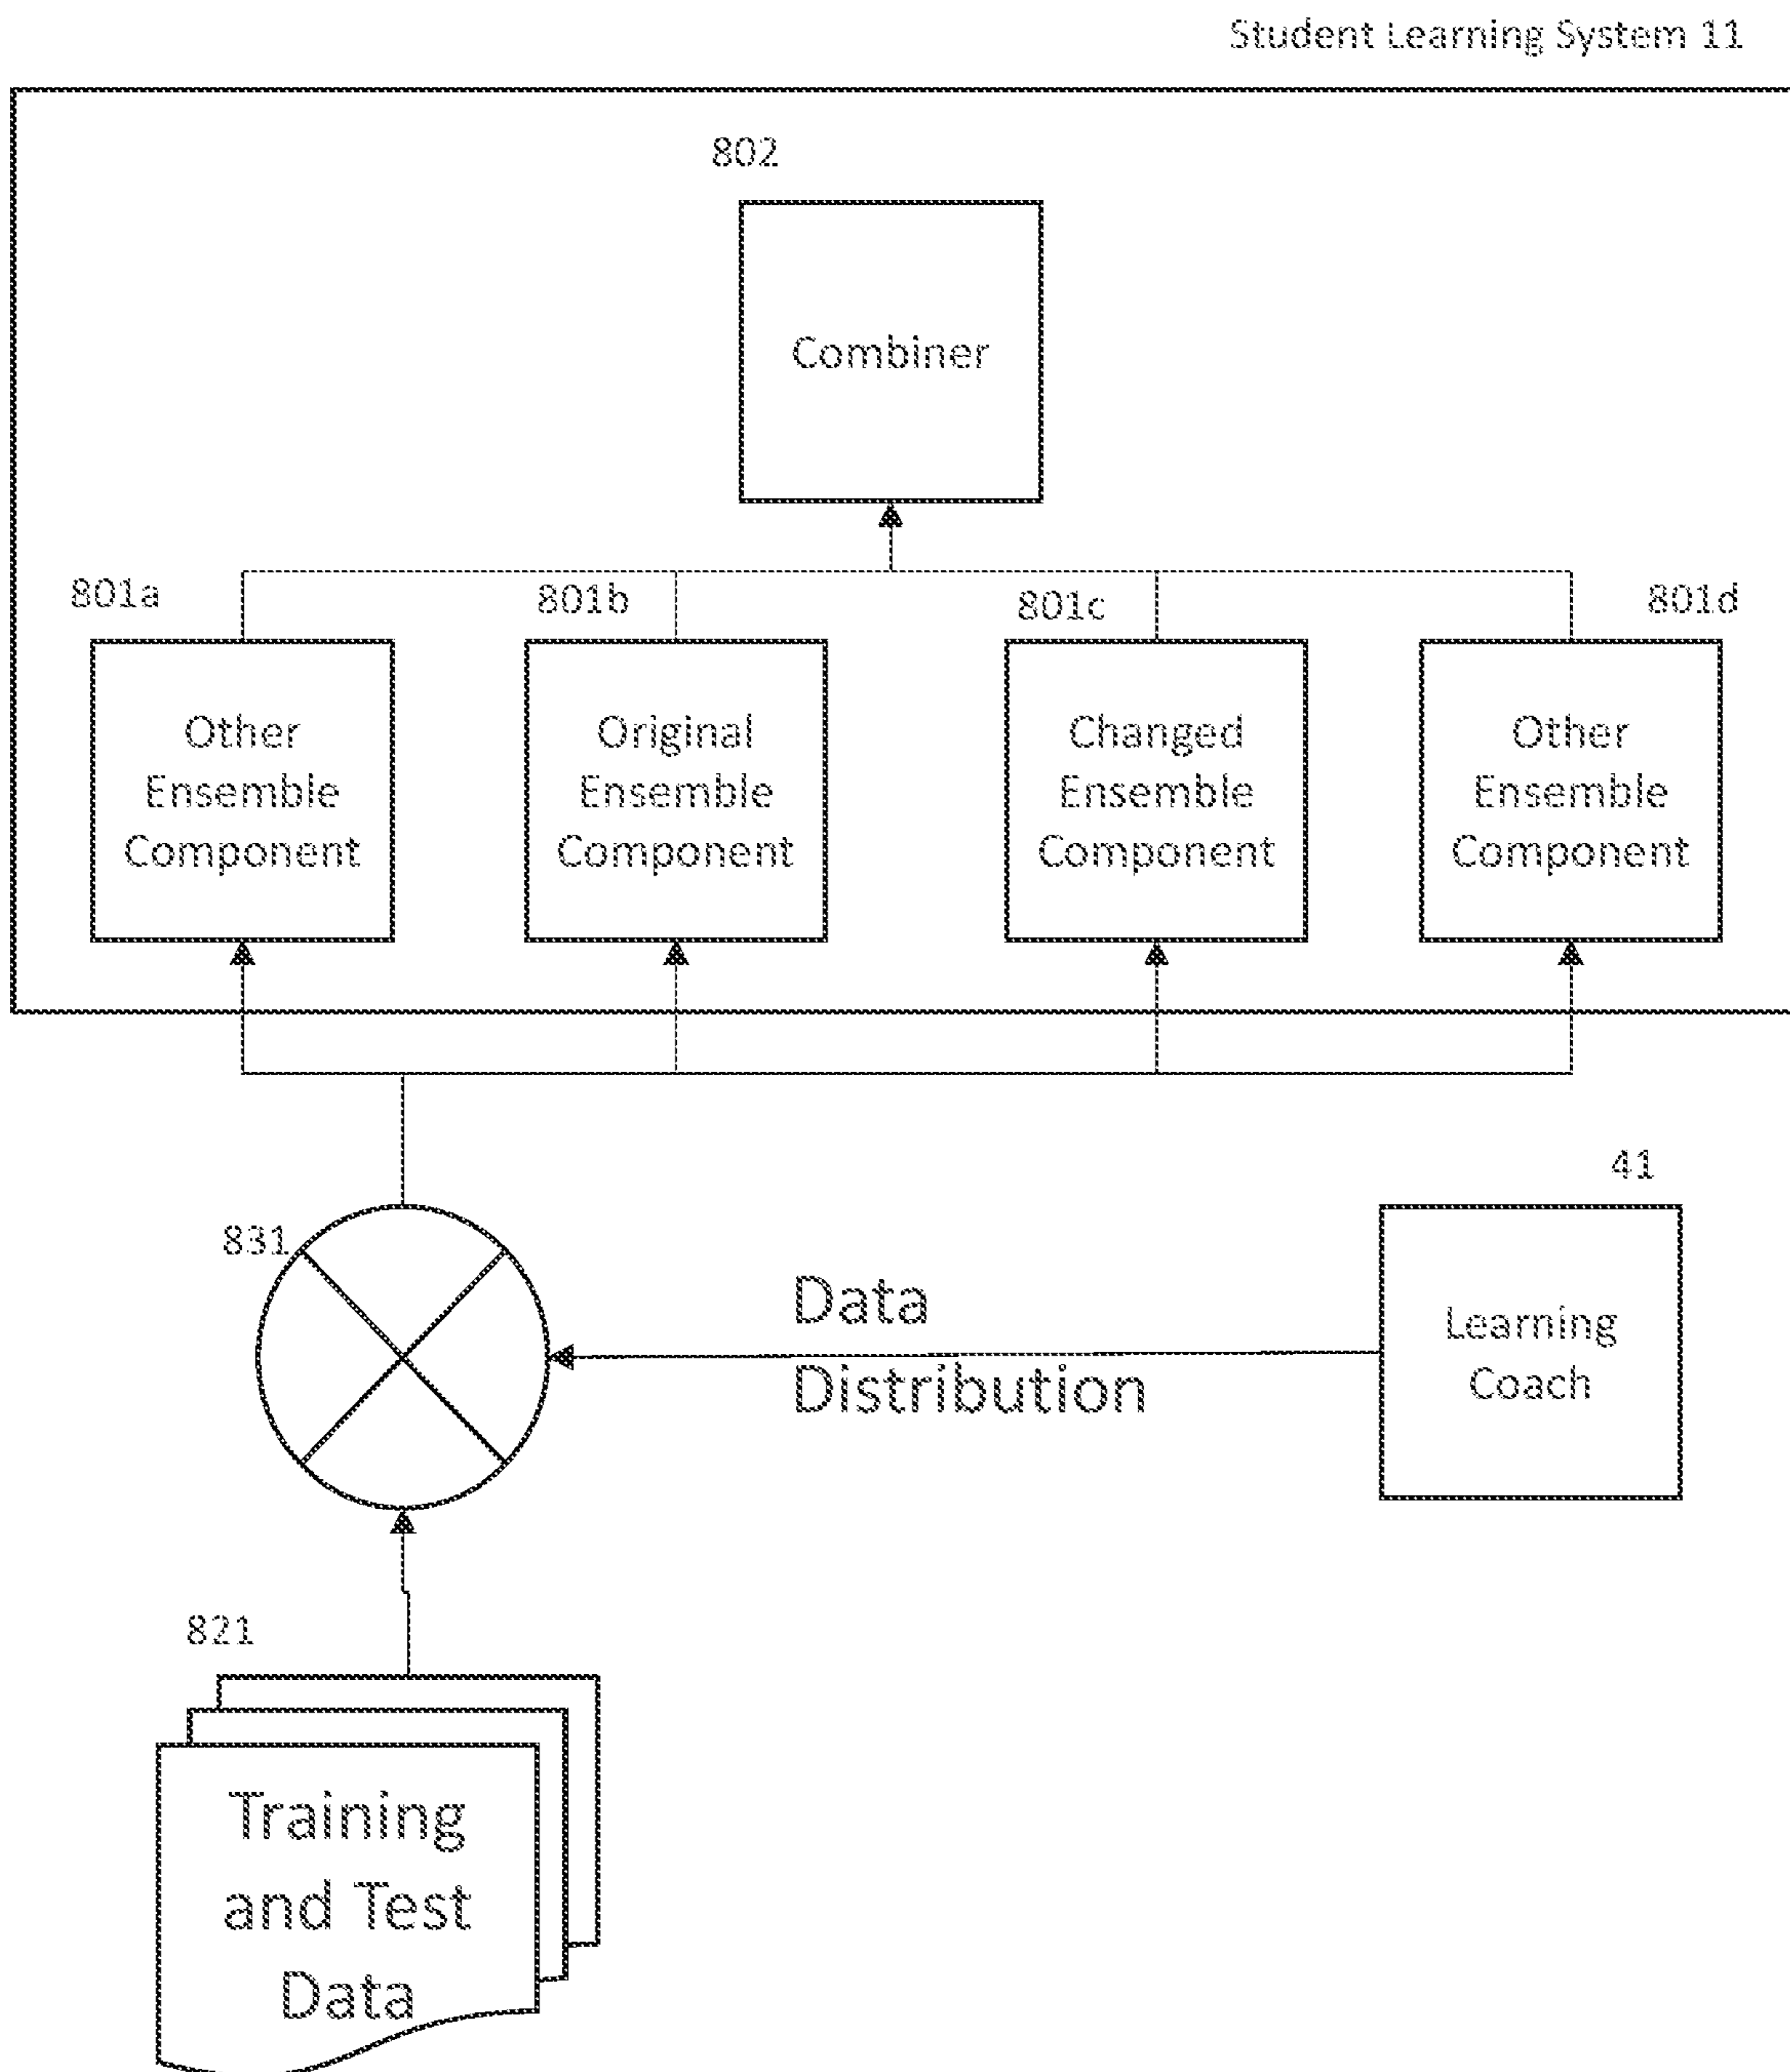 Student Learning System 11
802
Combiner
801a
801b
801c
801d
Other
Ensemble
Component
Original
Ensemble
Component
Changed
Ensemble
Component
Other
Ensemble
Component
41
831
Data
Distribution
Learning
Coach
821
Training
and Test
Data